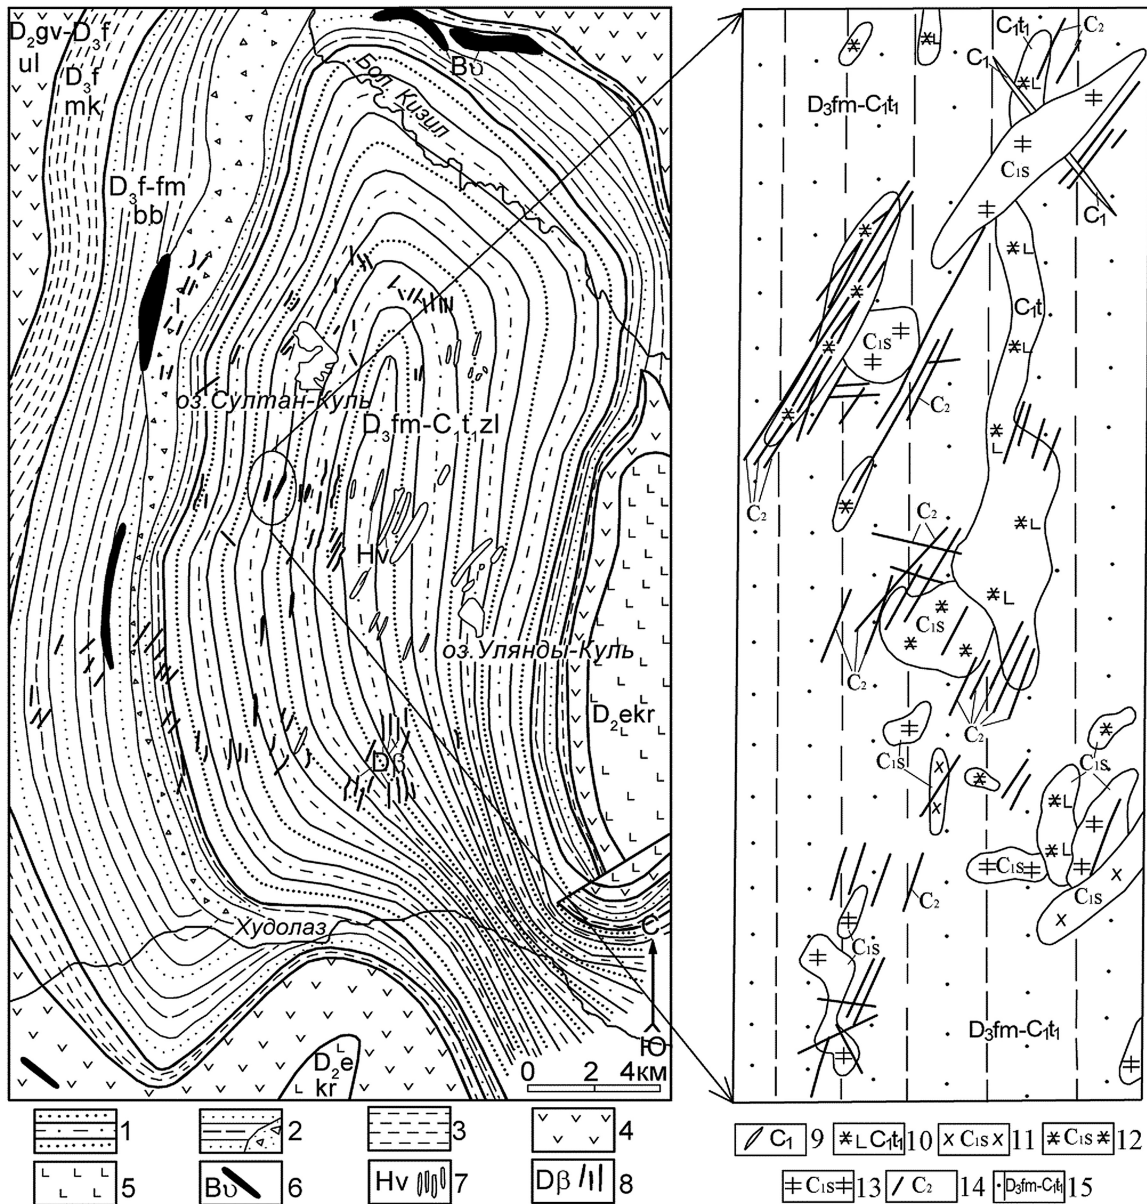 D₂gv-D₃f
ul
D₃f
mk
D₃f-fm
bb
Bυ
Бол. Кизил
оз.Султан-Куль
D₃fm-C₁t₁zl
Hv
оз.Улянды-Куль
D₂ekr
Dβ
Худолаз
С
Ю
D₂e
kr
0 2 4км
C₁t₁
C₂
C₁
L
D₃fm-C₁t₁
C₁s
C₁
L
C₁t
L
C₁s
C₂
L
C₂
C₂
L
L
C₁s
C₂
C₂
C₁s
C₁s
L
L
C₁s
C₂
C₁s
C₁s
D₃fm-C₁t₁
1
2
3
4
5
Bυ 6
Hv 7
Dβ 8
C₁ 9
L C₁t₁ 10
x C₁s x 11
C₁s 12
C₁s 13
C₂ 14
D₃fm-C₁t₁ 15